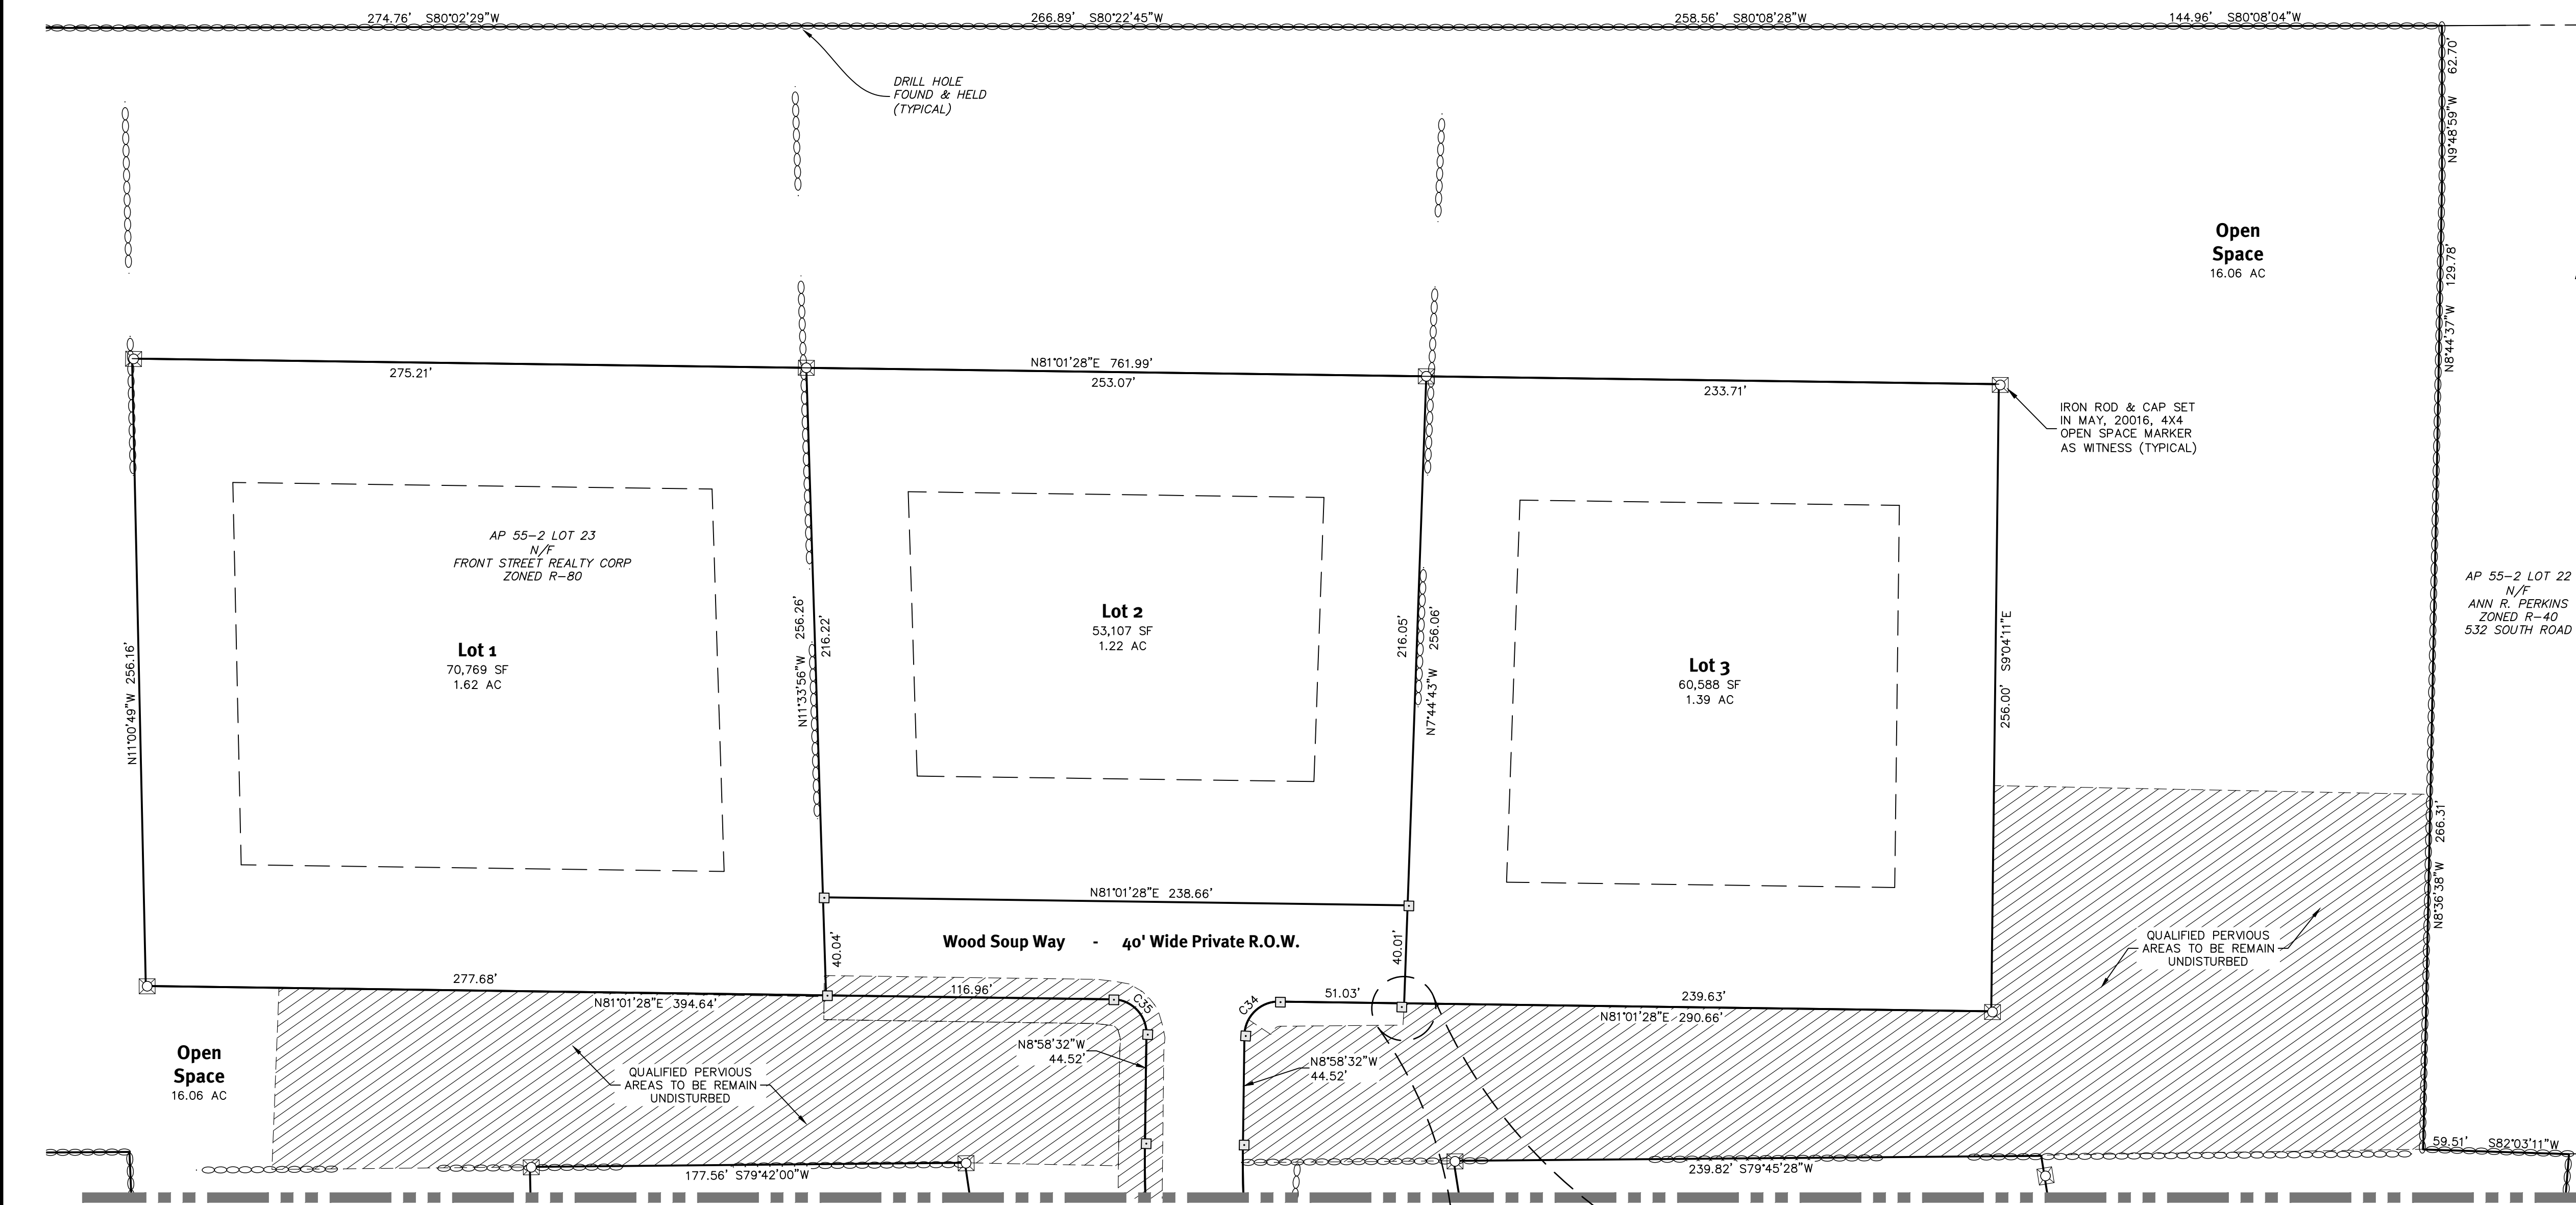 274.76' S80°02'29"W
266.89' S80°22'45"W
258.56' S80°08'28"W
144.96' S80°08'04"W
DRILL HOLE
FOUND & HELD
(TYPICAL)
N9°48'59"W 62.70'
Open
Space
16.06 AC
N8°44'37"W 129.78'
N81°01'28"E 761.99'
275.21'
253.07'
233.71'
IRON ROD & CAP SET
IN MAY, 20016, 4X4
OPEN SPACE MARKER
AS WITNESS (TYPICAL)
AP 55-2 LOT 23
N/F
FRONT STREET REALTY CORP
ZONED R-80
AP 55-2 LOT 22
N/F
ANN R. PERKINS
ZONED R-40
532 SOUTH ROAD
N11°00'49"W 256.16'
Lot 1
70,769 SF
1.62 AC
N11°33'56"W 256.26'
216.22'
Lot 2
53,107 SF
1.22 AC
216.05'
N7°44'43"W 256.06'
Lot 3
60,588 SF
1.39 AC
256.00' S9°04'11"E
N8°36'38"W 266.31'
N81°01'28"E 238.66'
40.04'
Wood Soup Way - 40' Wide Private R.O.W.
40.01'
QUALIFIED PERVIOUS
AREAS TO BE REMAIN
UNDISTURBED
277.68'
N81°01'28"E 394.64'
116.96'
C35
C34
51.03'
239.63'
N81°01'28"E 290.66'
Open
Space
16.06 AC
QUALIFIED PERVIOUS
AREAS TO BE REMAIN
UNDISTURBED
N8°58'32"W
44.52'
N8°58'32"W
44.52'
177.56' S79°42'00"W
239.82' S79°45'28"W
59.51' S82°03'11"W